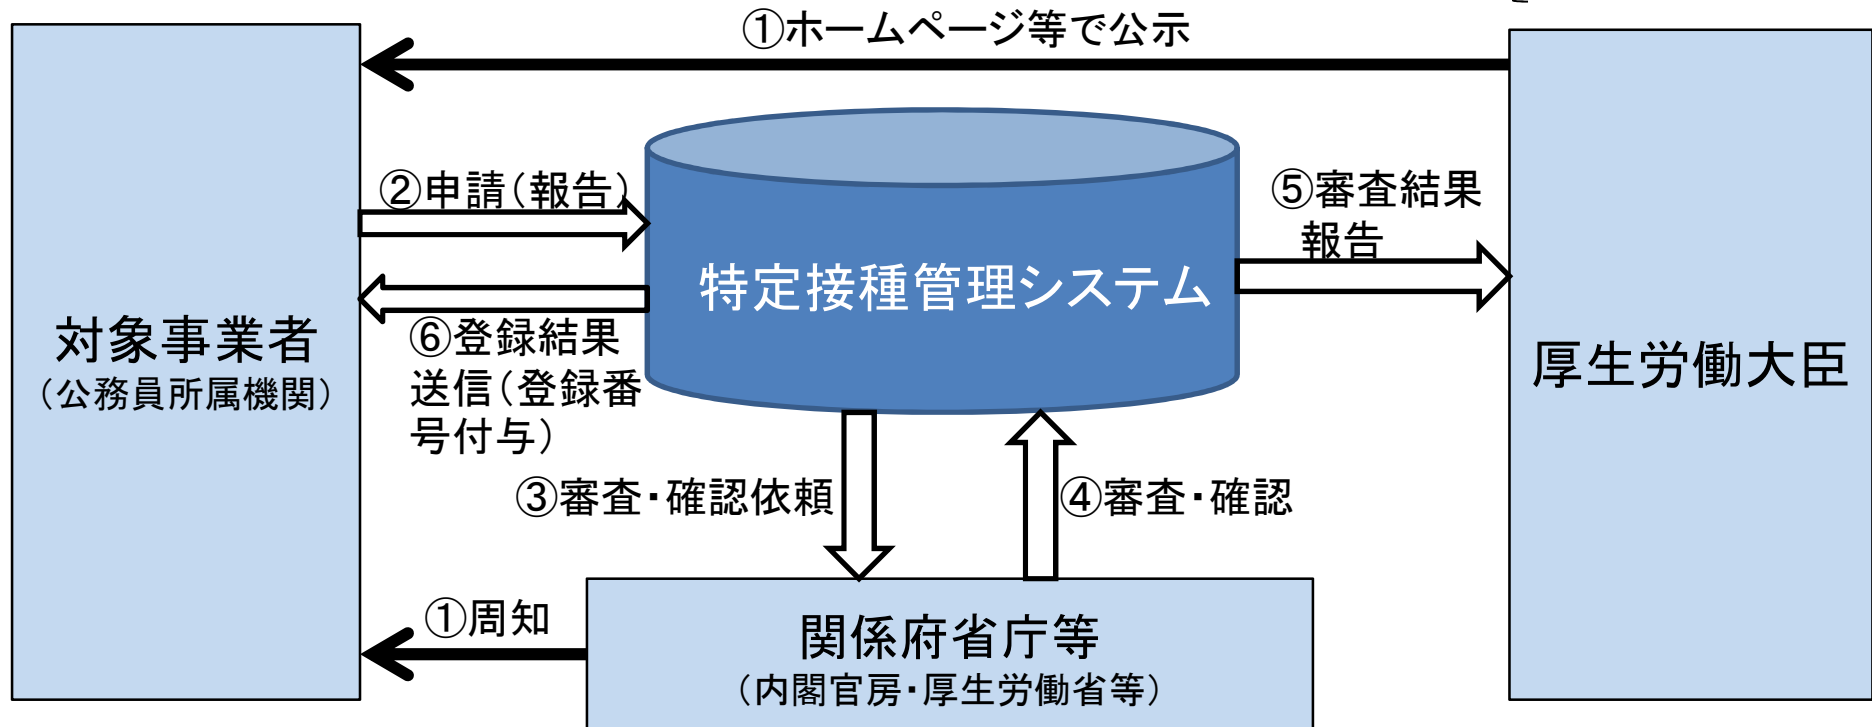 ①ホームページ等で公示
②申請(報告)
特定接種管理システム
⑤審査結果
報告
対象事業者
(公務員所属機関)
⑥登録結果
送信(登録番
号付与)
厚生労働大臣
③審査・確認依頼
④審査・確認
①周知
関係府省庁等
(内閣官房・厚生労働省等)